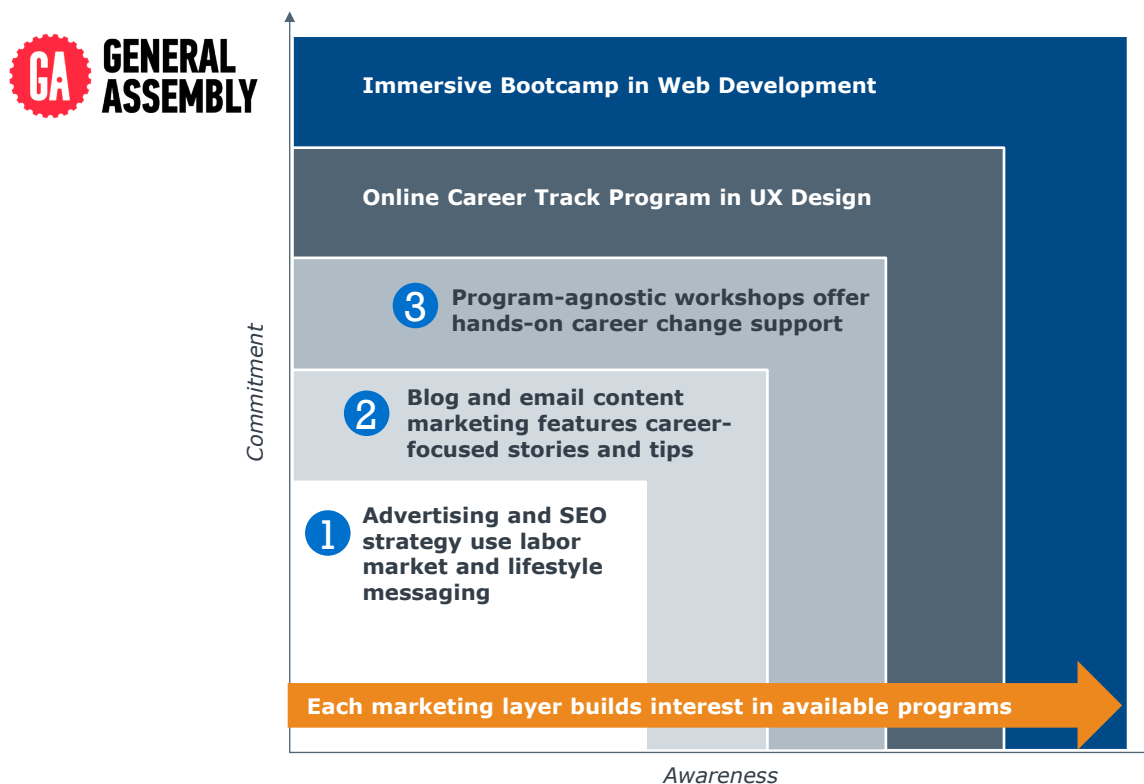 GA
GENERAL
ASSEMBLY
Immersive Bootcamp in Web Development
Online Career Track Program in UX Design
3
Program-agnostic workshops offer
hands-on career change support
2
Blog and email content
marketing features career-
focused stories and tips
1
Advertising and SEO
strategy use labor
market and lifestyle
messaging
Each marketing layer builds interest in available programs
Commitment
Awareness